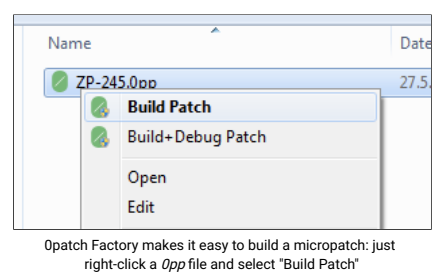 Name
Date
ZP-245.0pp
27.5.
Build Patch
Build+Debug Patch
Open
Edit
0patch Factory makes it easy to build a micropatch: just
right-click a 0pp file and select "Build Patch"